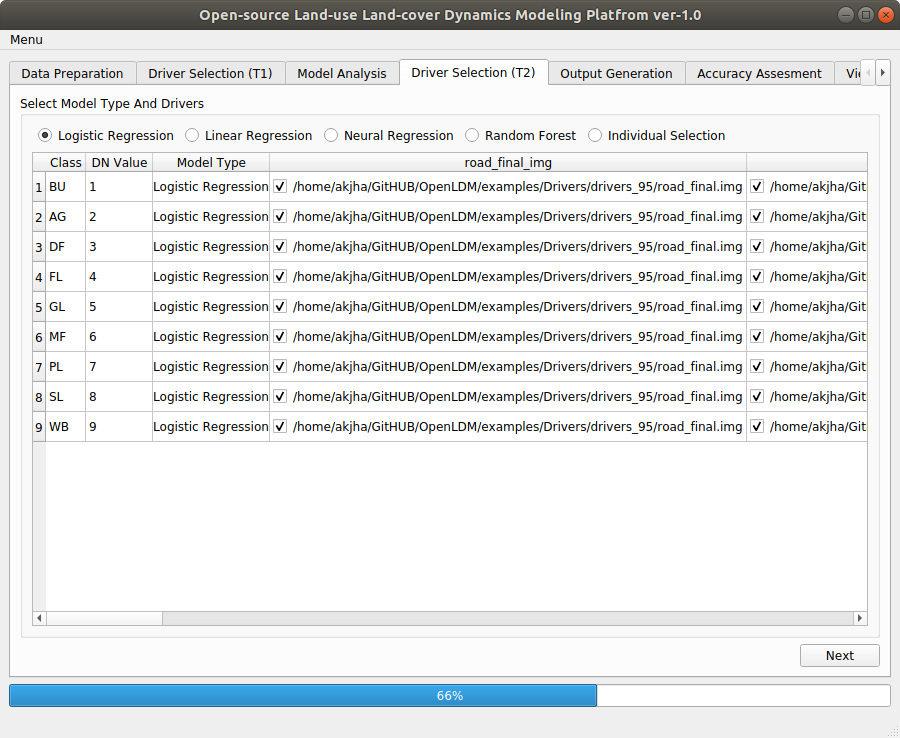 Open-source Land-use Land-cover Dynamics Modeling Platfrom ver-1.0
Menu
Data Preparation Driver Selection (T1) Model Analysis Driver Selection (T2) Output Generation Accuracy Assesment Vi
Select Model Type And Drivers
Logistic Regression Linear Regression Neural Regression Random Forest Individual Selection
Class DN Value Model Type road_final_img
1 BU 1 Logistic Regression /home/akjha/GitHUB/OpenLDM/examples/Drivers/drivers_95/road_final.img /home/akjha/Git
2 AG 2 Logistic Regression /home/akjha/GitHUB/OpenLDM/examples/Drivers/drivers_95/road_final.img /home/akjha/Git
3 DF 3 Logistic Regression /home/akjha/GitHUB/OpenLDM/examples/Drivers/drivers_95/road_final.img /home/akjha/Git
4 FL 4 Logistic Regression /home/akjha/GitHUB/OpenLDM/examples/Drivers/drivers_95/road_final.img /home/akjha/Git
5 GL 5 Logistic Regression /home/akjha/GitHUB/OpenLDM/examples/Drivers/drivers_95/road_final.img /home/akjha/Git
6 MF 6 Logistic Regression /home/akjha/GitHUB/OpenLDM/examples/Drivers/drivers_95/road_final.img /home/akjha/Git
7 PL 7 Logistic Regression /home/akjha/GitHUB/OpenLDM/examples/Drivers/drivers_95/road_final.img /home/akjha/Git
8 SL 8 Logistic Regression /home/akjha/GitHUB/OpenLDM/examples/Drivers/drivers_95/road_final.img /home/akjha/Git
9 WB 9 Logistic Regression /home/akjha/GitHUB/OpenLDM/examples/Drivers/drivers_95/road_final.img /home/akjha/Git
Next
66%